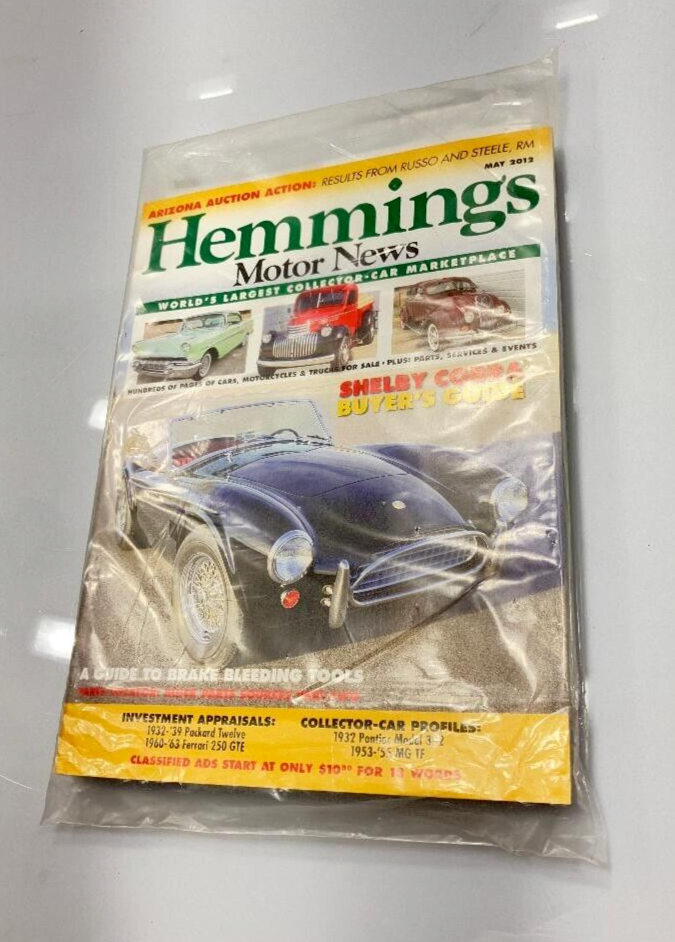 ARIZONA AUCTION ACTION: RESULTS FROM RUSSO AND STEELE, RM
MAY 2012
Hemmings
Motor News
WORLD'S LARGEST COLLECTOR-CAR MARKETPLACE
HUNDREDS OF PAGES OF CARS, MOTORCYCLES & TRUCKS FOR SALE • PLUS: PARTS, SERVICES & EVENTS
SHELBY COBRA
BUYER'S GUIDE
A GUIDE TO BRAKE BLEEDING TOOLS
INVESTMENT APPRAISALS:
1932-'39 Packard Twelve
1960-'63 Ferrari 250 GTE
COLLECTOR-CAR PROFILES:
1932 Pontiac Model
1953-'55 MG TF
CLASSIFIED ADS START AT ONLY $10⁰⁰ FOR 13 WORDS